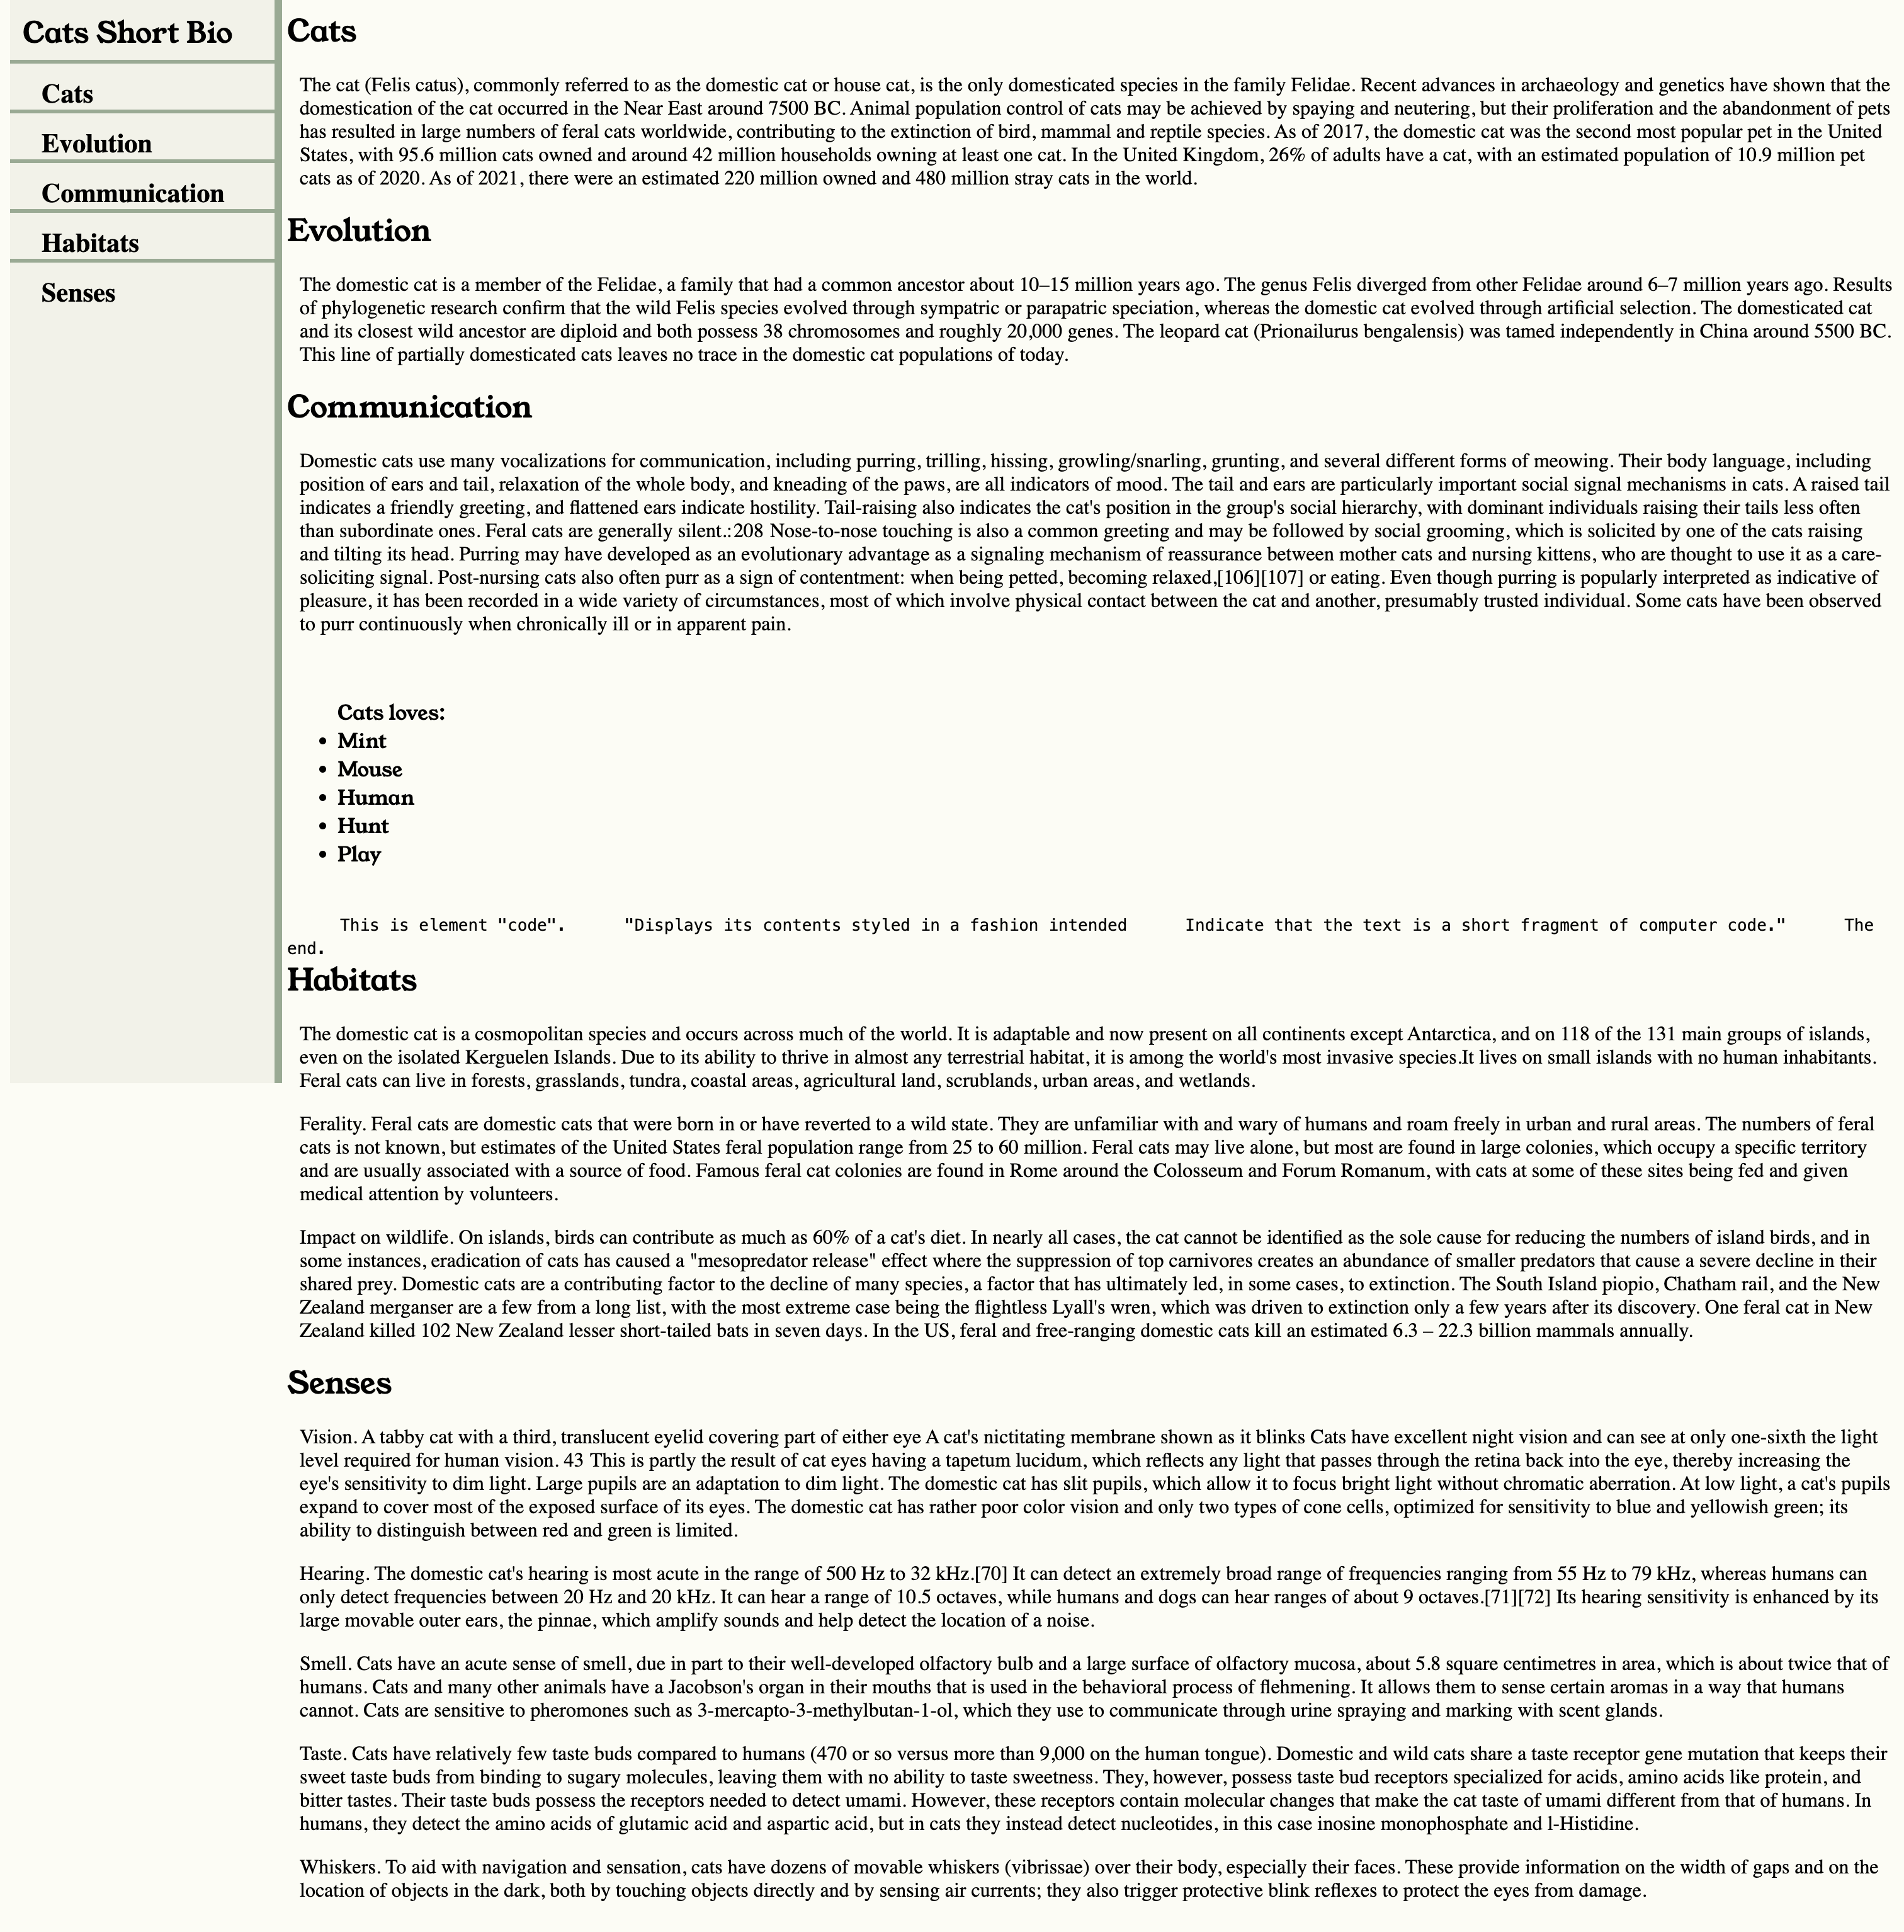 Cats Short Bio
Cats
Evolution
Communication
Habitats
Senses
Cats
The cat (Felis catus), commonly referred to as the domestic cat or house cat, is the only domesticated species in the family Felidae. Recent advances in archaeology and genetics have shown that the
domestication of the cat occurred in the Near East around 7500 BC. Animal population control of cats may be achieved by spaying and neutering, but their proliferation and the abandonment of pets
has resulted in large numbers of feral cats worldwide, contributing to the extinction of bird, mammal and reptile species. As of 2017, the domestic cat was the second most popular pet in the United
States, with 95.6 million cats owned and around 42 million households owning at least one cat. In the United Kingdom, 26% of adults have a cat, with an estimated population of 10.9 million pet
cats as of 2020. As of 2021, there were an estimated 220 million owned and 480 million stray cats in the world.
Evolution
The domestic cat is a member of the Felidae, a family that had a common ancestor about 10–15 million years ago. The genus Felis diverged from other Felidae around 6–7 million years ago. Results
of phylogenetic research confirm that the wild Felis species evolved through sympatric or parapatric speciation, whereas the domestic cat evolved through artificial selection. The domesticated cat
and its closest wild ancestor are diploid and both possess 38 chromosomes and roughly 20,000 genes. The leopard cat (Prionailurus bengalensis) was tamed independently in China around 5500 BC.
This line of partially domesticated cats leaves no trace in the domestic cat populations of today.
Communication
Domestic cats use many vocalizations for communication, including purring, trilling, hissing, growling/snarling, grunting, and several different forms of meowing. Their body language, including
position of ears and tail, relaxation of the whole body, and kneading of the paws, are all indicators of mood. The tail and ears are particularly important social signal mechanisms in cats. A raised tail
indicates a friendly greeting, and flattened ears indicate hostility. Tail-raising also indicates the cat's position in the group's social hierarchy, with dominant individuals raising their tails less often
than subordinate ones. Feral cats are generally silent.:208 Nose-to-nose touching is also a common greeting and may be followed by social grooming, which is solicited by one of the cats raising
and tilting its head. Purring may have developed as an evolutionary advantage as a signaling mechanism of reassurance between mother cats and nursing kittens, who are thought to use it as a care-
soliciting signal. Post-nursing cats also often purr as a sign of contentment: when being petted, becoming relaxed,[106][107] or eating. Even though purring is popularly interpreted as indicative of
pleasure, it has been recorded in a wide variety of circumstances, most of which involve physical contact between the cat and another, presumably trusted individual. Some cats have been observed
to purr continuously when chronically ill or in apparent pain.
Cats loves:
• Mint
• Mouse
• Human
• Hunt
• Play
This is element "code". "Displays its contents styled in a fashion intended Indicate that the text is a short fragment of computer code." The
end.
Habitats
The domestic cat is a cosmopolitan species and occurs across much of the world. It is adaptable and now present on all continents except Antarctica, and on 118 of the 131 main groups of islands,
even on the isolated Kerguelen Islands. Due to its ability to thrive in almost any terrestrial habitat, it is among the world's most invasive species.It lives on small islands with no human inhabitants.
Feral cats can live in forests, grasslands, tundra, coastal areas, agricultural land, scrublands, urban areas, and wetlands.
Ferality. Feral cats are domestic cats that were born in or have reverted to a wild state. They are unfamiliar with and wary of humans and roam freely in urban and rural areas. The numbers of feral
cats is not known, but estimates of the United States feral population range from 25 to 60 million. Feral cats may live alone, but most are found in large colonies, which occupy a specific territory
and are usually associated with a source of food. Famous feral cat colonies are found in Rome around the Colosseum and Forum Romanum, with cats at some of these sites being fed and given
medical attention by volunteers.
Impact on wildlife. On islands, birds can contribute as much as 60% of a cat's diet. In nearly all cases, the cat cannot be identified as the sole cause for reducing the numbers of island birds, and in
some instances, eradication of cats has caused a "mesopredator release" effect where the suppression of top carnivores creates an abundance of smaller predators that cause a severe decline in their
shared prey. Domestic cats are a contributing factor to the decline of many species, a factor that has ultimately led, in some cases, to extinction. The South Island piopio, Chatham rail, and the New
Zealand merganser are a few from a long list, with the most extreme case being the flightless Lyall's wren, which was driven to extinction only a few years after its discovery. One feral cat in New
Zealand killed 102 New Zealand lesser short-tailed bats in seven days. In the US, feral and free-ranging domestic cats kill an estimated 6.3 – 22.3 billion mammals annually.
Senses
Vision. A tabby cat with a third, translucent eyelid covering part of either eye A cat's nictitating membrane shown as it blinks Cats have excellent night vision and can see at only one-sixth the light
level required for human vision. 43 This is partly the result of cat eyes having a tapetum lucidum, which reflects any light that passes through the retina back into the eye, thereby increasing the
eye's sensitivity to dim light. Large pupils are an adaptation to dim light. The domestic cat has slit pupils, which allow it to focus bright light without chromatic aberration. At low light, a cat's pupils
expand to cover most of the exposed surface of its eyes. The domestic cat has rather poor color vision and only two types of cone cells, optimized for sensitivity to blue and yellowish green; its
ability to distinguish between red and green is limited.
Hearing. The domestic cat's hearing is most acute in the range of 500 Hz to 32 kHz.[70] It can detect an extremely broad range of frequencies ranging from 55 Hz to 79 kHz, whereas humans can
only detect frequencies between 20 Hz and 20 kHz. It can hear a range of 10.5 octaves, while humans and dogs can hear ranges of about 9 octaves.[71][72] Its hearing sensitivity is enhanced by its
large movable outer ears, the pinnae, which amplify sounds and help detect the location of a noise.
Smell. Cats have an acute sense of smell, due in part to their well-developed olfactory bulb and a large surface of olfactory mucosa, about 5.8 square centimetres in area, which is about twice that of
humans. Cats and many other animals have a Jacobson's organ in their mouths that is used in the behavioral process of flehmening. It allows them to sense certain aromas in a way that humans
cannot. Cats are sensitive to pheromones such as 3-mercapto-3-methylbutan-1-ol, which they use to communicate through urine spraying and marking with scent glands.
Taste. Cats have relatively few taste buds compared to humans (470 or so versus more than 9,000 on the human tongue). Domestic and wild cats share a taste receptor gene mutation that keeps their
sweet taste buds from binding to sugary molecules, leaving them with no ability to taste sweetness. They, however, possess taste bud receptors specialized for acids, amino acids like protein, and
bitter tastes. Their taste buds possess the receptors needed to detect umami. However, these receptors contain molecular changes that make the cat taste of umami different from that of humans. In
humans, they detect the amino acids of glutamic acid and aspartic acid, but in cats they instead detect nucleotides, in this case inosine monophosphate and l-Histidine.
Whiskers. To aid with navigation and sensation, cats have dozens of movable whiskers (vibrissae) over their body, especially their faces. These provide information on the width of gaps and on the
location of objects in the dark, both by touching objects directly and by sensing air currents; they also trigger protective blink reflexes to protect the eyes from damage.